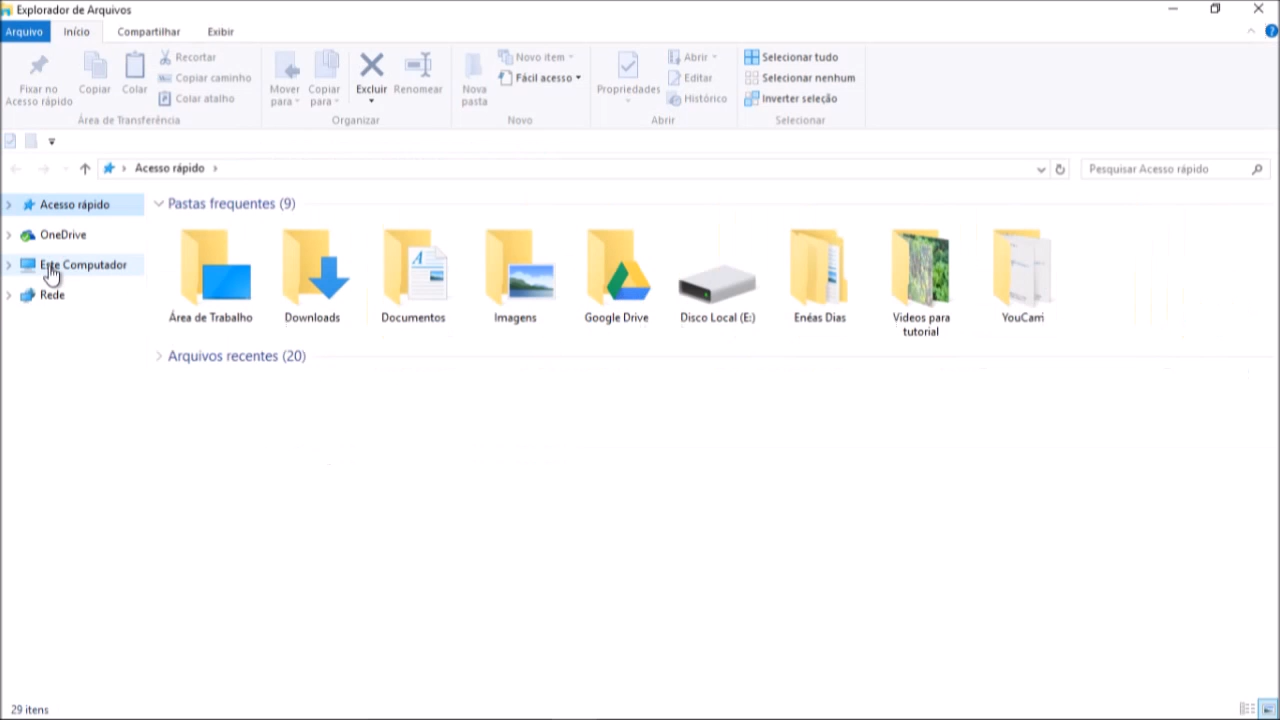 Explorador de Arquivos
Arquivo Início Compartilhar Exibir
Fixar no
Acesso rápido
Copiar
Colar
Recortar
Copiar caminho
Colar atalho
Área de Transferência
Mover
para
Copiar
para
Excluir
Renomear
Organizar
Nova
pasta
Novo item
Fácil acesso
Novo
Propriedades
Abrir
Editar
Histórico
Abrir
Selecionar tudo
Selecionar nenhum
Inverter seleção
Selecionar
Acesso rápido
Pesquisar Acesso rápido
Acesso rápido
OneDrive
Este Computador
Rede
Pastas frequentes (9)
Área de Trabalho
Downloads
Documentos
Imagens
Google Drive
Disco Local (E:)
Enéas Dias
Videos para
tutorial
YouCam
Arquivos recentes (20)
29 itens